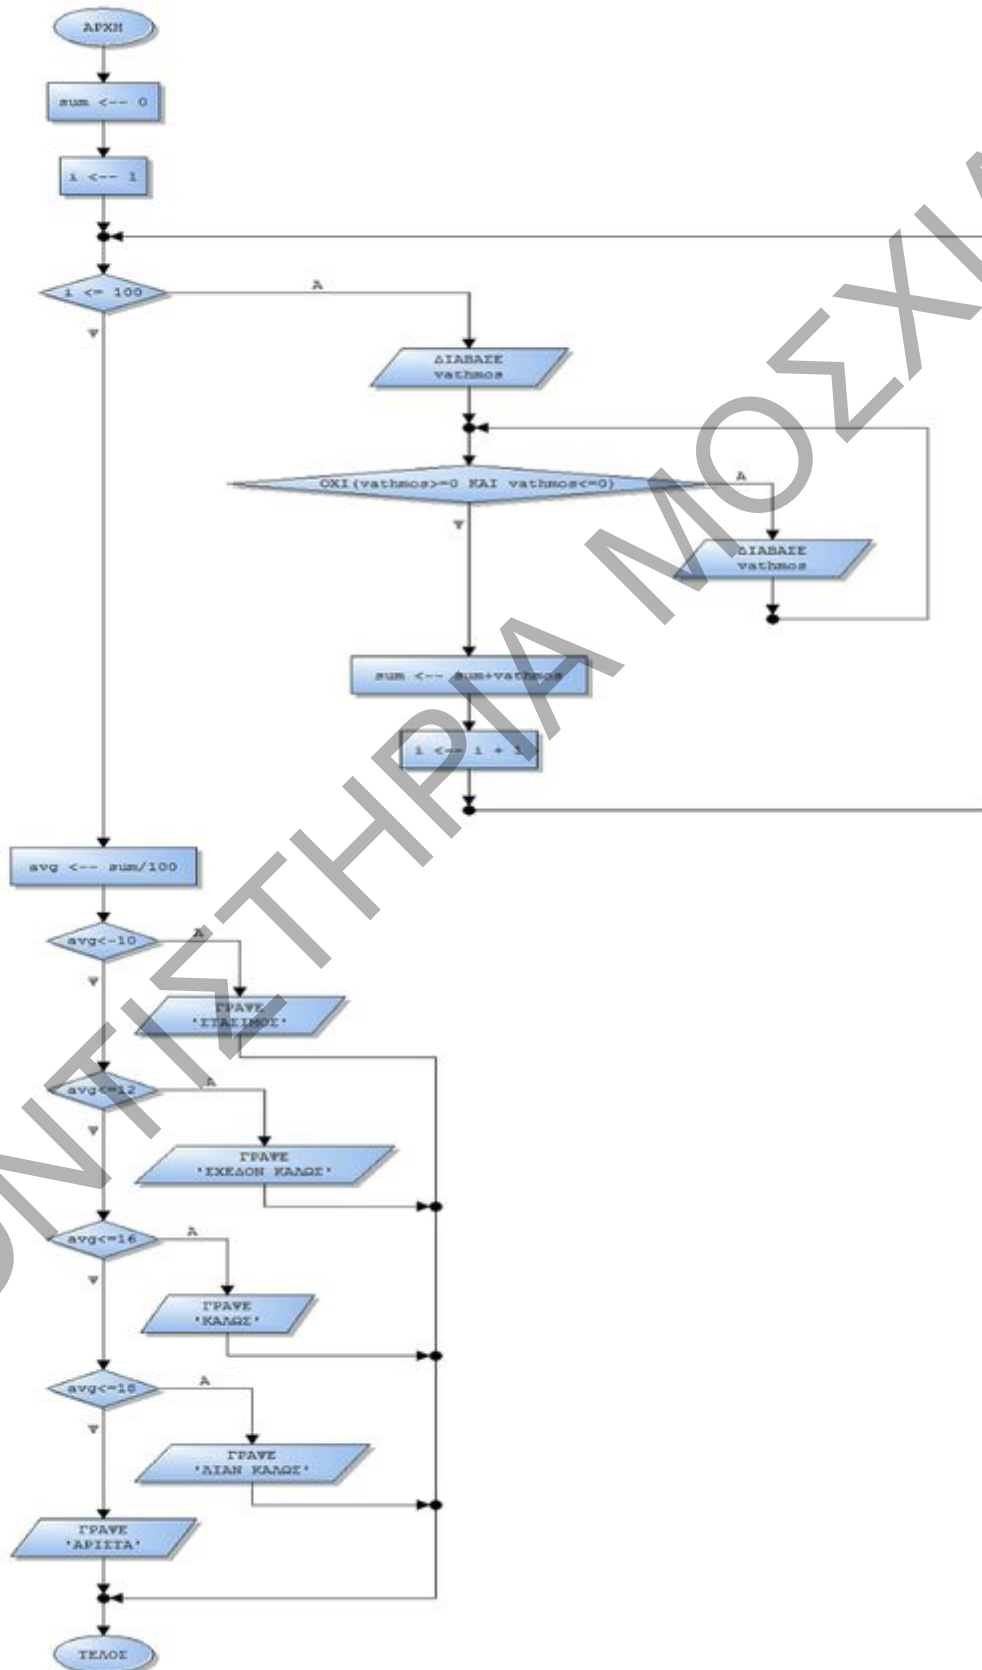 ΑΡΧΗ
sum <-- 0
i <-- 1
i <= 100
Α
Ψ
ΔΙΑΒΑΣΕ
vathmos
ΟΧΙ(vathmos>=0 ΚΑΙ vathmos<=0)
Α
Ψ
ΔΙΑΒΑΣΕ
vathmos
sum <-- sum+vathmos
i <-- i + 1
avg <-- sum/100
avg<=10
Α
Ψ
ΓΡΑΨΕ
'ΣΤΑΣΙΜΟΣ'
avg<=12
Α
Ψ
ΓΡΑΨΕ
'ΣΧΕΔΟΝ ΚΑΛΩΣ'
avg<=16
Α
Ψ
ΓΡΑΨΕ
'ΚΑΛΩΣ'
avg<=18
Α
Ψ
ΓΡΑΨΕ
'ΛΙΑΝ ΚΑΛΩΣ'
ΓΡΑΨΕ
'ΑΡΙΣΤΑ'
ΤΕΛΟΣ